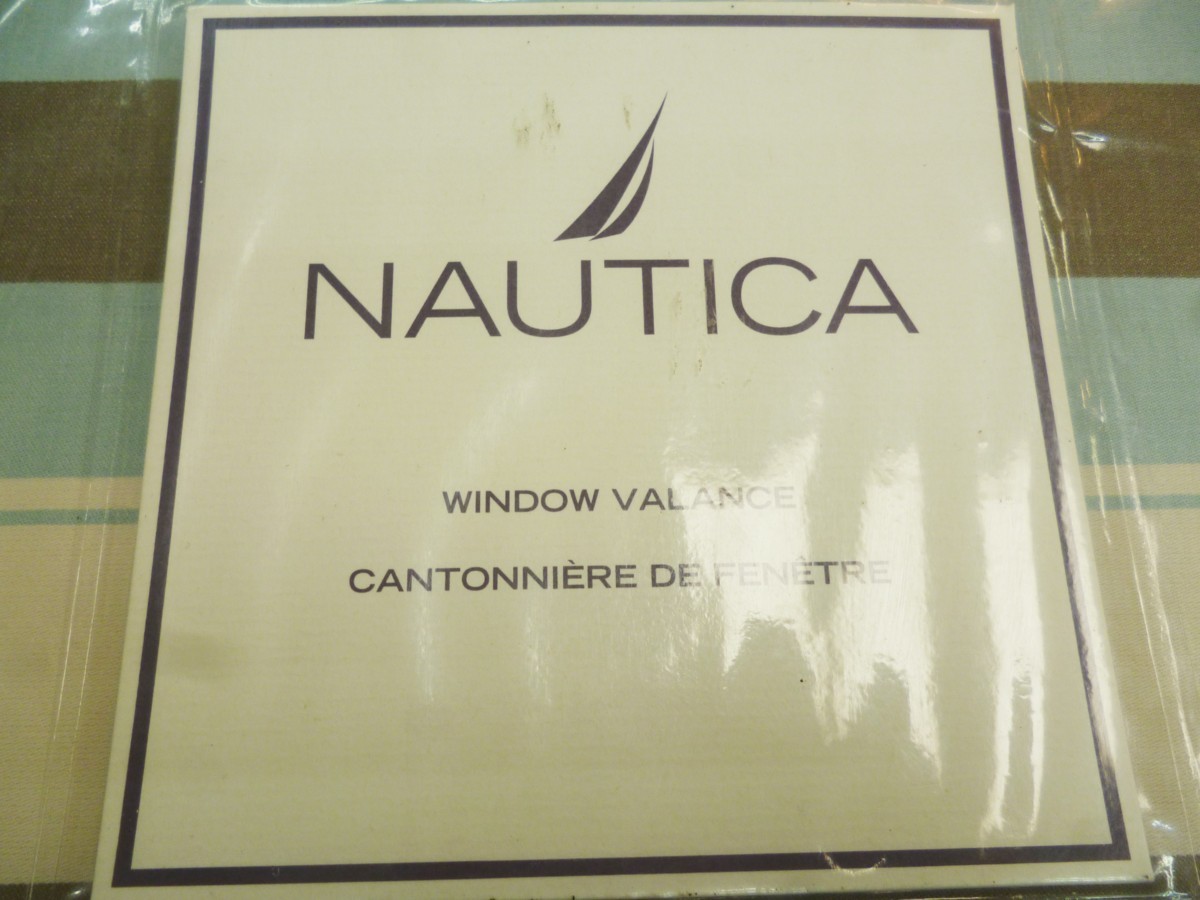 NAUTICA
WINDOW VALANCE
CANTONNIÈRE DE FENÊTRE